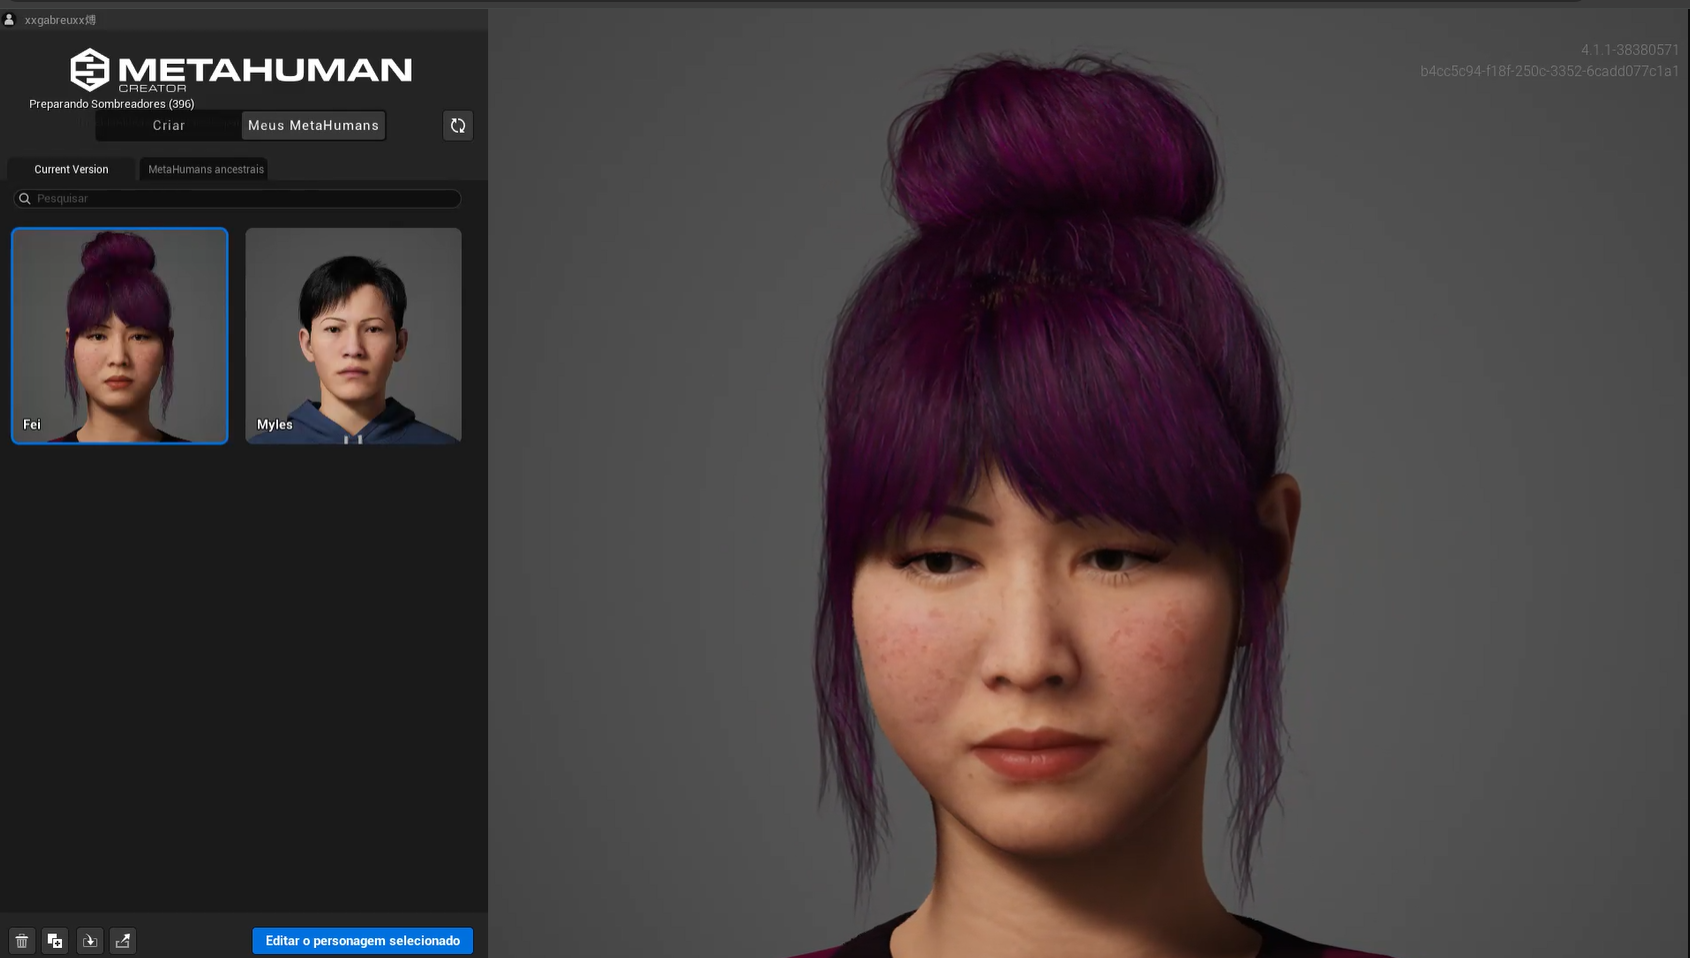 xxgabreuxx煿
METAHUMAN
CREATOR
Preparando Sombreadores (396)
Criar
Meus MetaHumans
Current Version
MetaHumans ancestrais
Pesquisar
Fei
Myles
Editar o personagem selecionado
4.1.1-38380571
b4cc5c94-f18f-250c-3352-6cadd077c1a1